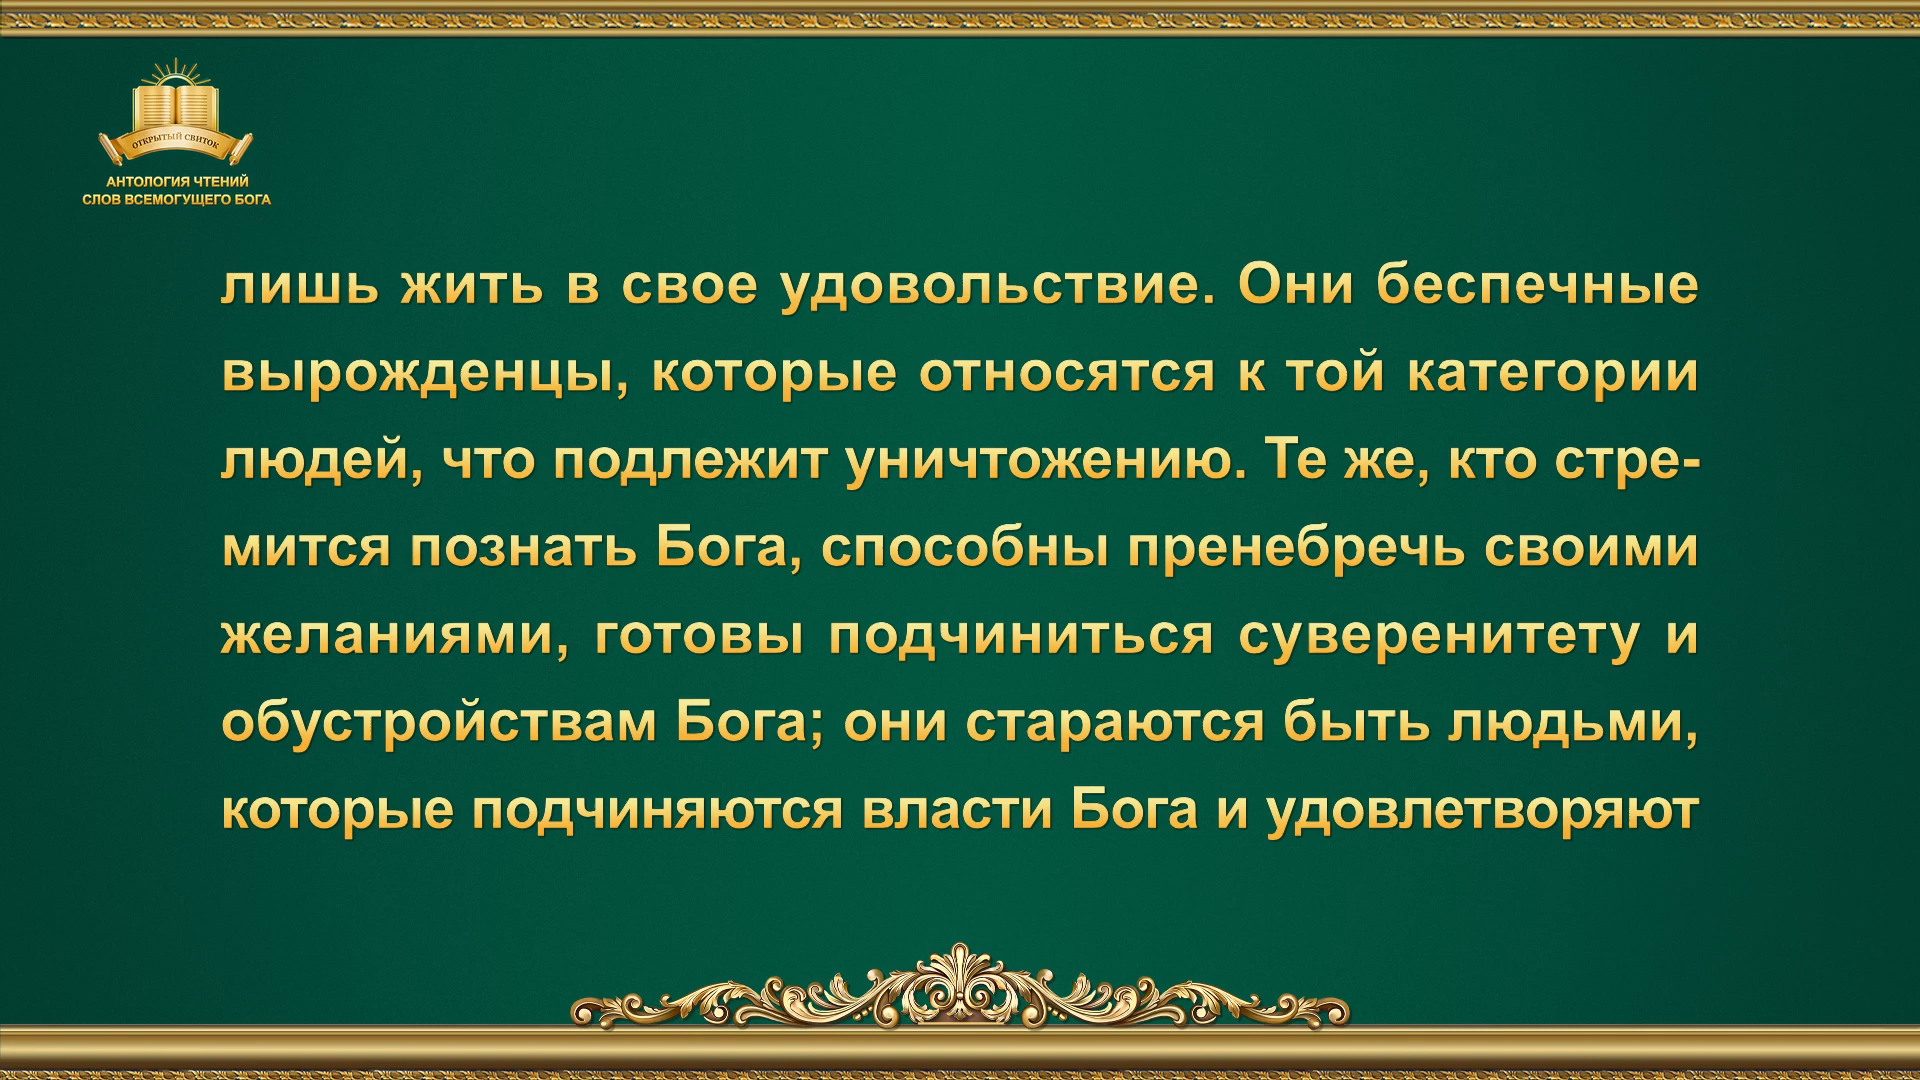 ОТКРЫТЫЙ СВИТОК
АНТОЛОГИЯ ЧТЕНИЙ
СЛОВ ВСЕМОГУЩЕГО БОГА
лишь жить в свое удовольствие. Они беспечные
вырожденцы, которые относятся к той категории
людей, что подлежит уничтожению. Те же, кто стре-
мится познать Бога, способны пренебречь своими
желаниями, готовы подчиниться суверенитету и
обустройствам Бога; они стараются быть людьми,
которые подчиняются власти Бога и удовлетворяют